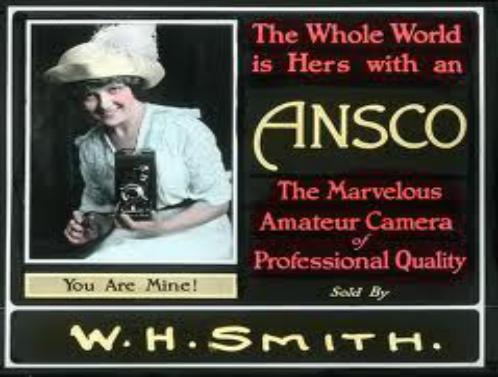 The Whole World
is Hers with an
ANSCO
The Marvelous
Amateur Camera
of
Professional Quality
Sold By
You Are Mine!
W.H.SMITH.